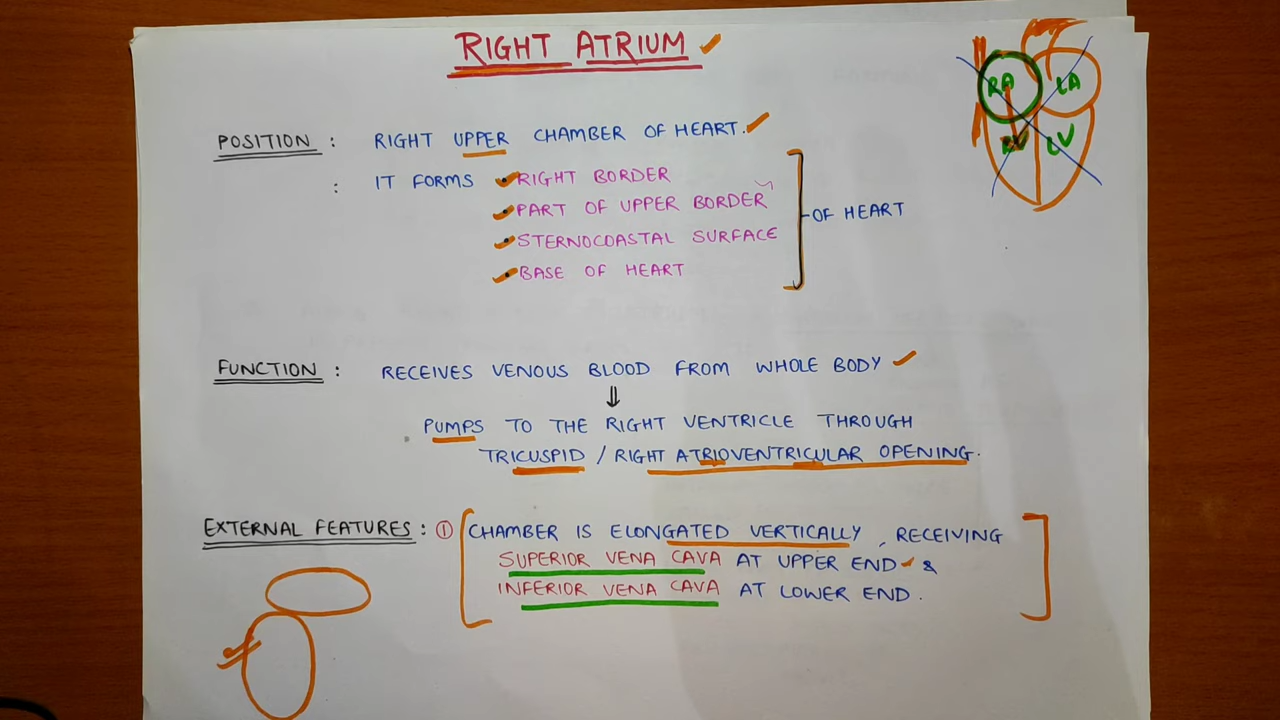 RIGHT ATRIUM
RA LA
RV LV
POSITION : RIGHT UPPER CHAMBER OF HEART.
: IT FORMS • RIGHT BORDER
• PART OF UPPER BORDER
• STERNOCOASTAL SURFACE
• BASE OF HEART
OF HEART
FUNCTION : RECEIVES VENOUS BLOOD FROM WHOLE BODY
⇓
PUMPS TO THE RIGHT VENTRICLE THROUGH
TRICUSPID / RIGHT ATRIOVENTRICULAR OPENING.
EXTERNAL FEATURES : ① CHAMBER IS ELONGATED VERTICALLY, RECEIVING
SUPERIOR VENA CAVA AT UPPER END &
INFERIOR VENA CAVA AT LOWER END.